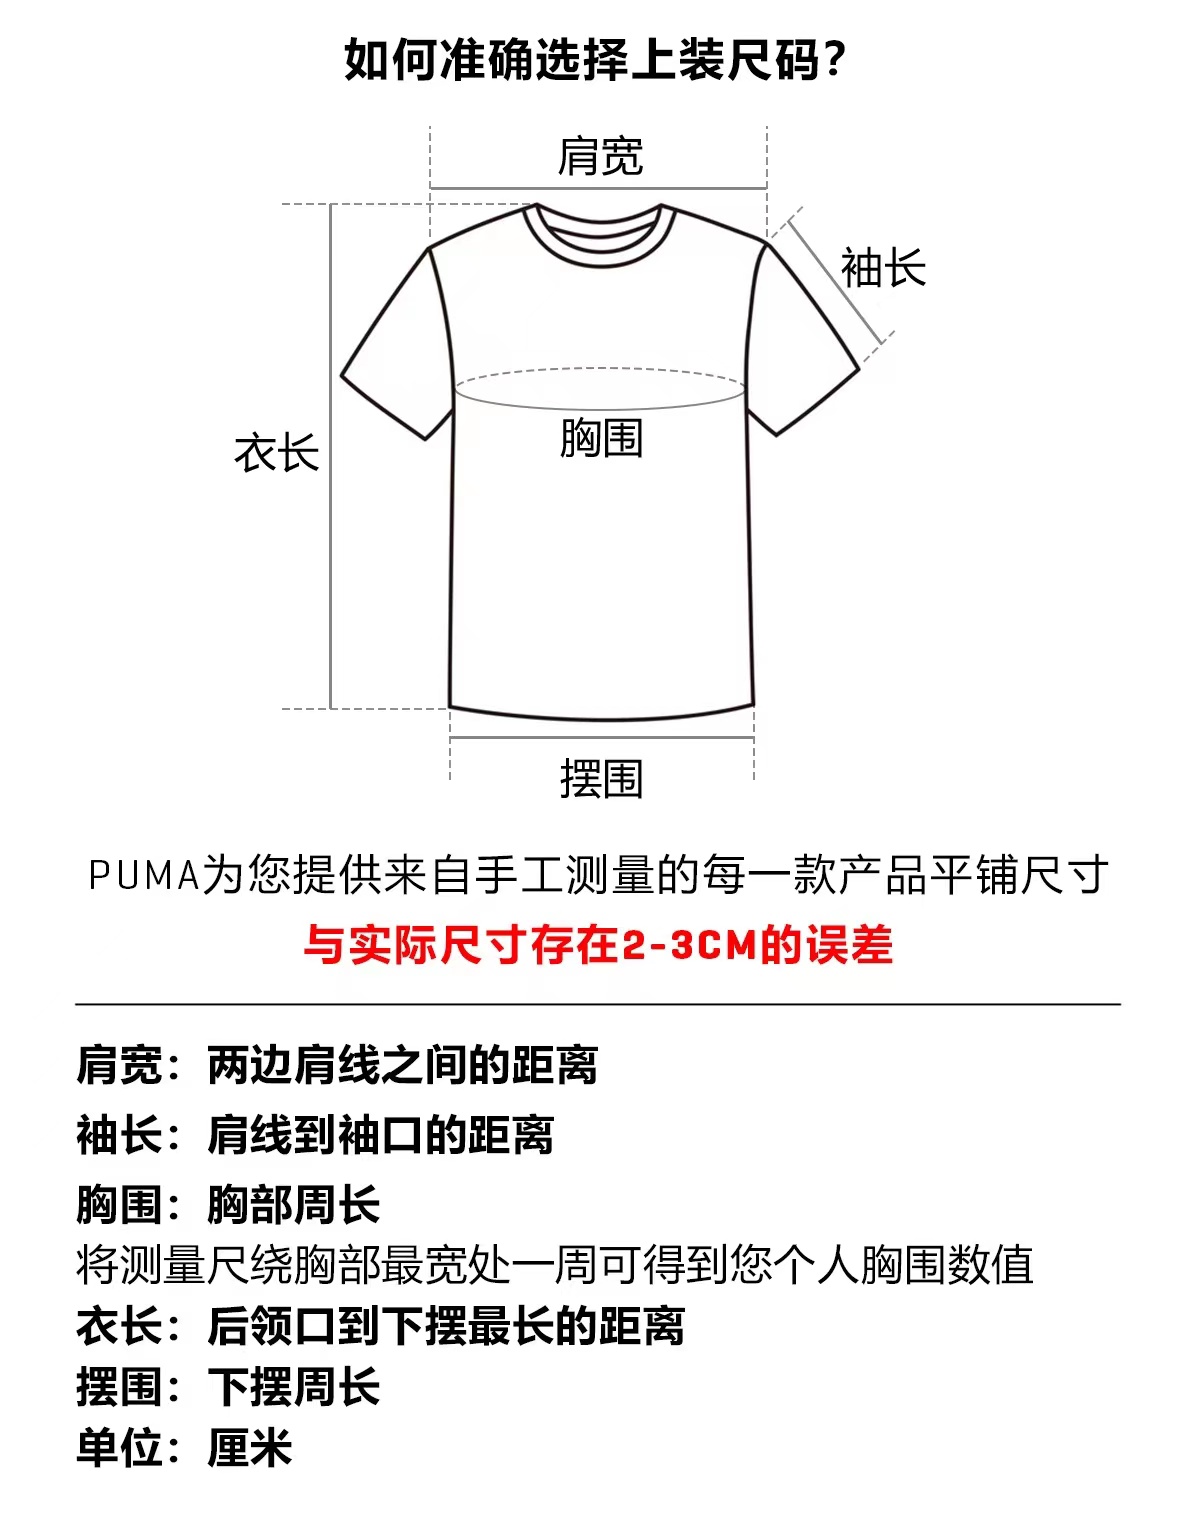 如何准确选择上装尺码？
肩宽
袖长
胸围
衣长
摆围
PUMA为您提供来自手工测量的每一款产品平铺尺寸
与实际尺寸存在2-3CM的误差
肩宽：两边肩线之间的距离
袖长：肩线到袖口的距离
胸围：胸部周长
将测量尺绕胸部最宽处一周可得到您个人胸围数值
衣长：后领口到下摆最长的距离
摆围：下摆周长
单位：厘米